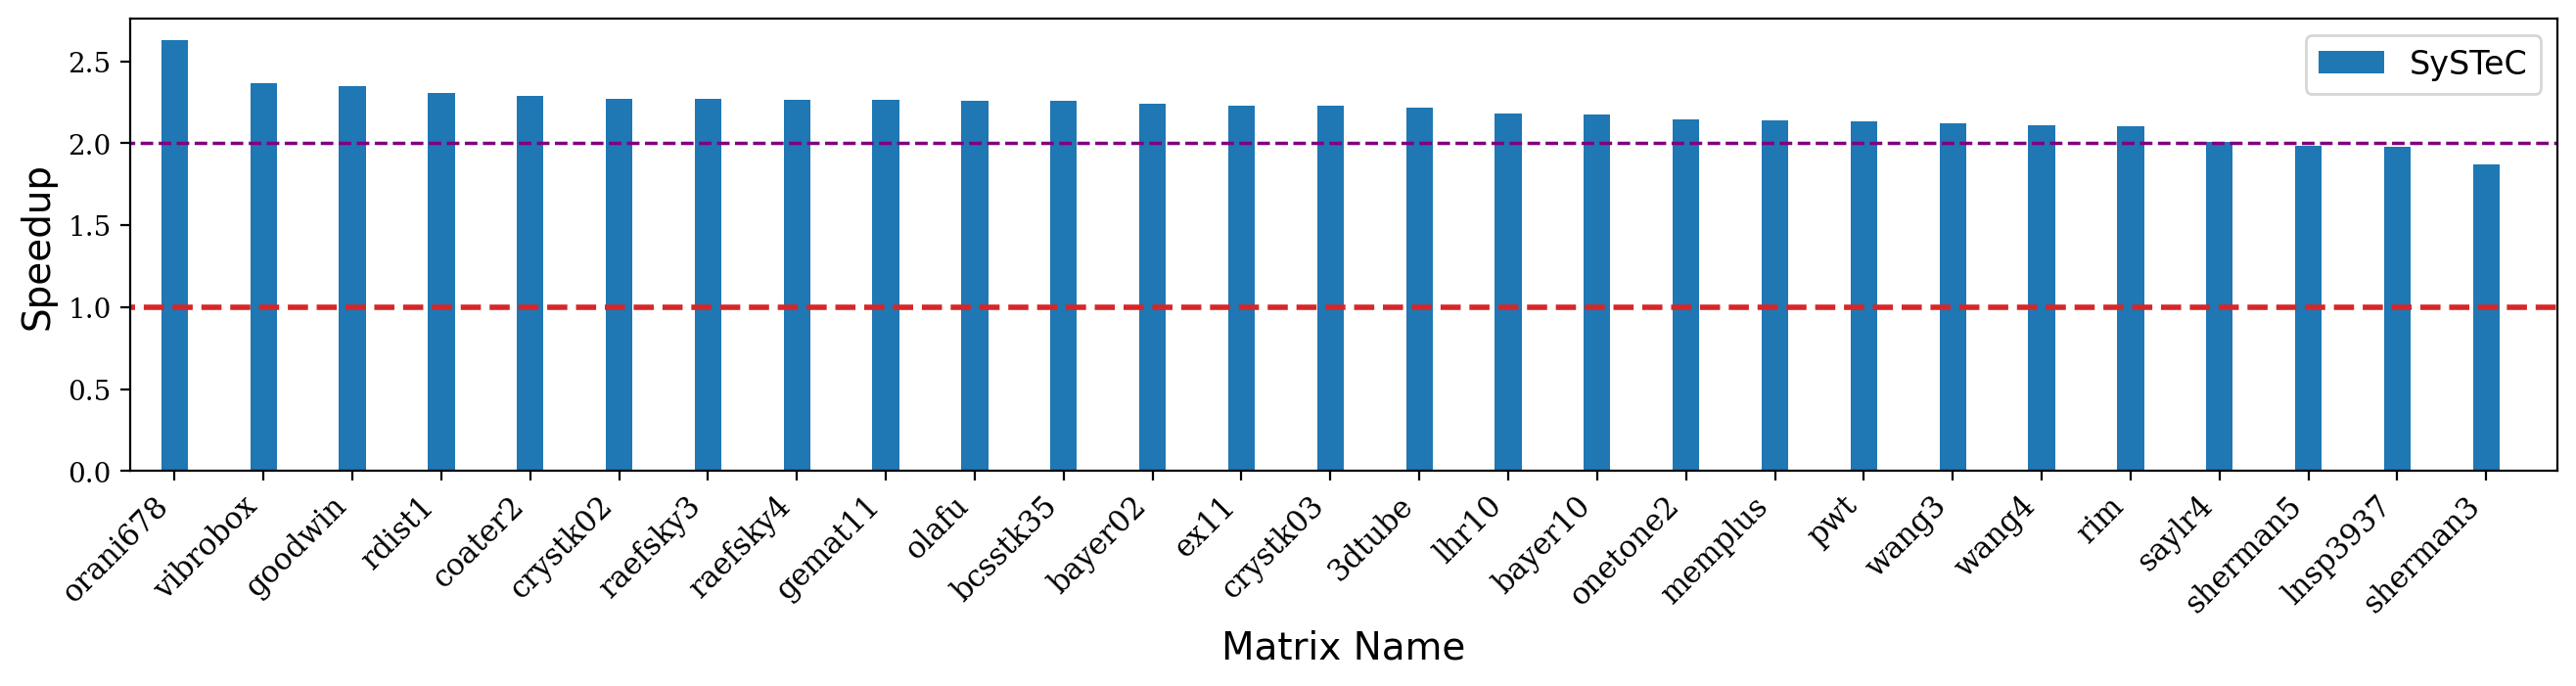 SySTeC
Speedup
2.5
2.0
1.5
1.0
0.5
0.0
orani678
vibrobox
goodwin
rdist1
coater2
crystk02
raefsky3
raefsky4
gemat11
olafu
bcsstk35
bayer02
ex11
crystk03
3dtube
lhr10
bayer10
onetone2
memplus
pwt
wang3
wang4
rim
saylr4
sherman5
lnsp3937
sherman3
Matrix Name